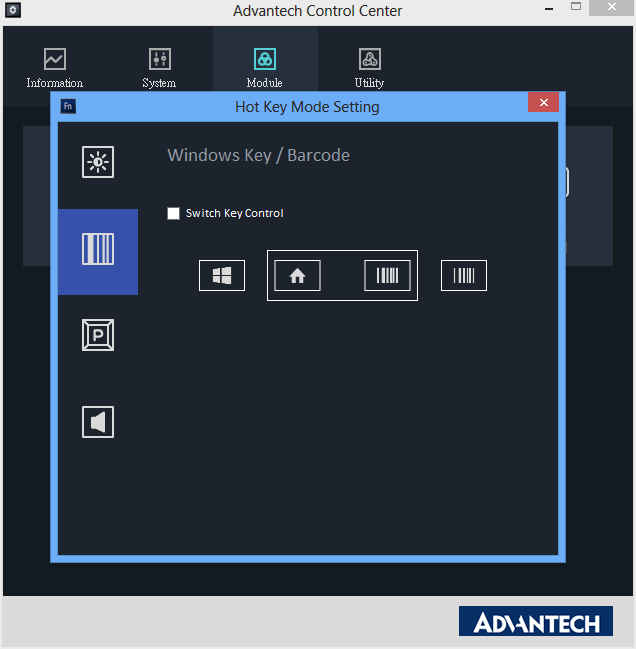 Advantech Control Center
Information
System
Module
Utility
Fn
Hot Key Mode Setting
Windows Key / Barcode
Switch Key Control
P
ADVANTECH